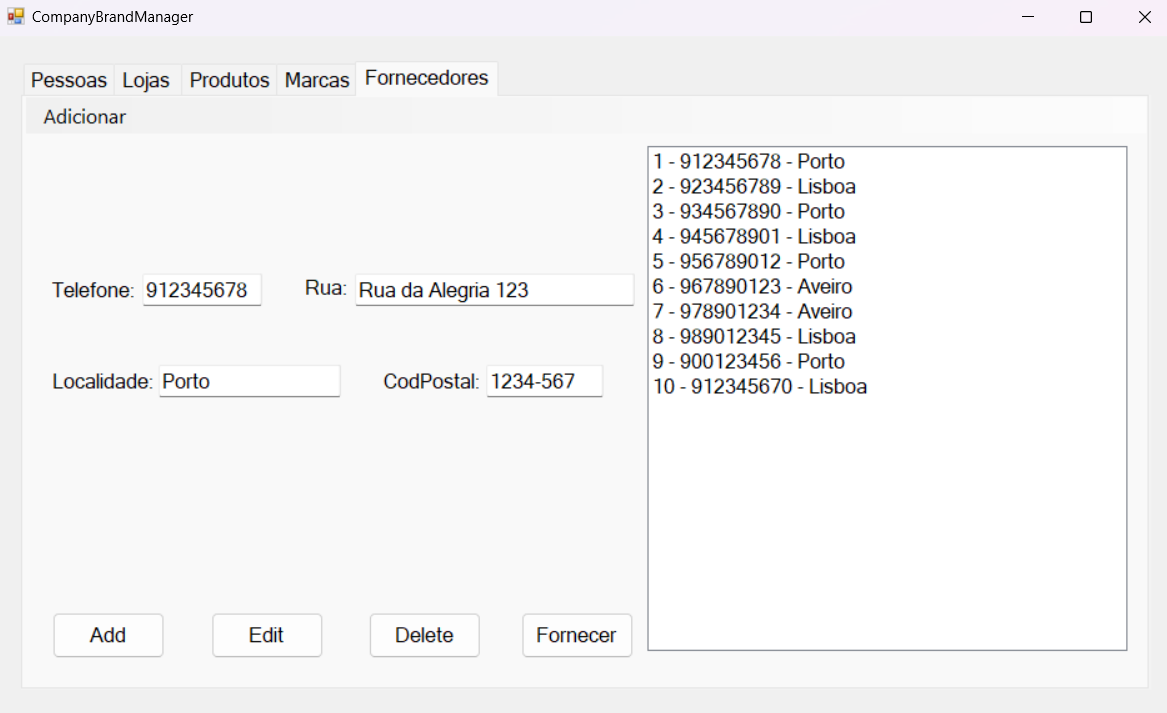 CompanyBrandManager
Pessoas Lojas Produtos Marcas Fornecedores
Adicionar
Telefone: 912345678 Rua: Rua da Alegria 123
Localidade: Porto CodPostal: 1234-567
Add Edit Delete Fornecer
1 - 912345678 - Porto
2 - 923456789 - Lisboa
3 - 934567890 - Porto
4 - 945678901 - Lisboa
5 - 956789012 - Porto
6 - 967890123 - Aveiro
7 - 978901234 - Aveiro
8 - 989012345 - Lisboa
9 - 900123456 - Porto
10 - 912345670 - Lisboa